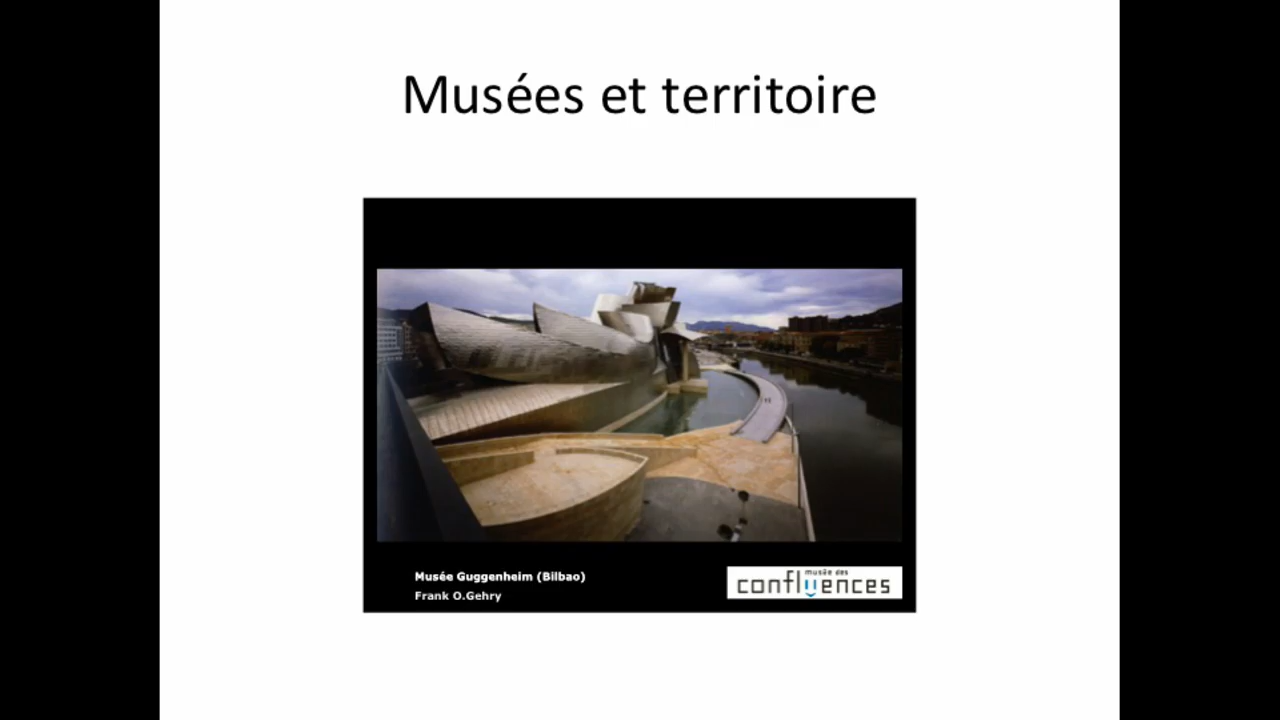 Musées et territoire
Musée Guggenheim (Bilbao)
Frank O.Gehry
musée des
confluences